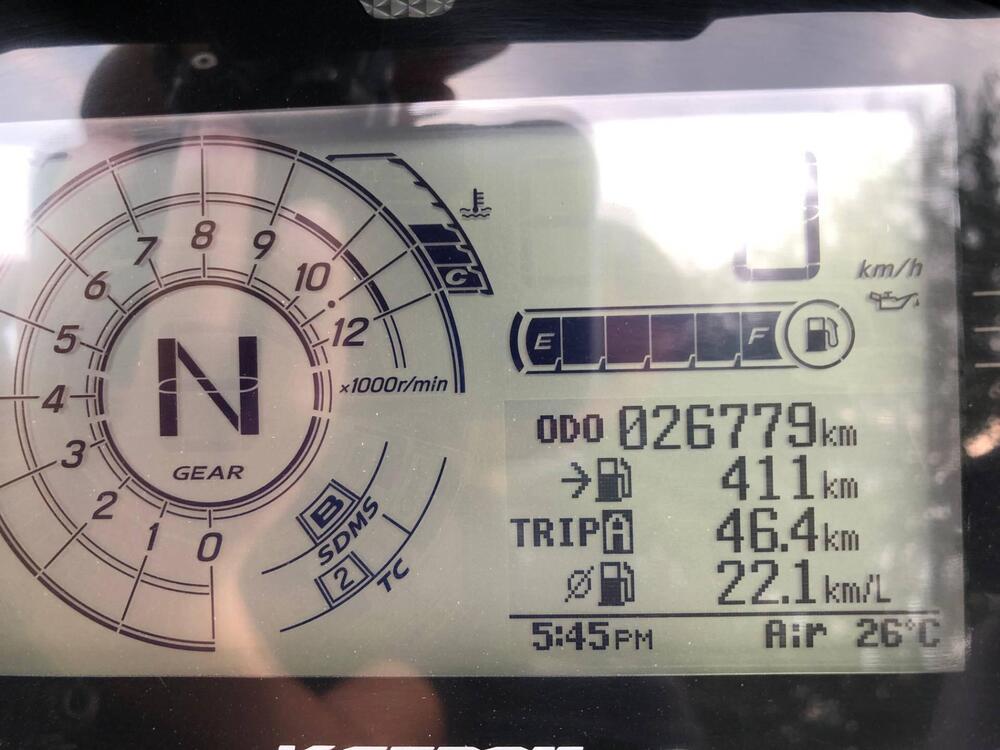 7 8 9
6 10
5 12
4 x1000r/min
3
2
1 0
N
GEAR
C
B
SDMS
2
TC
0 km/h
E F
ODO 026779km
411km
TRIP A 46.4km
22.1km/L
5:45PM Air 26°C